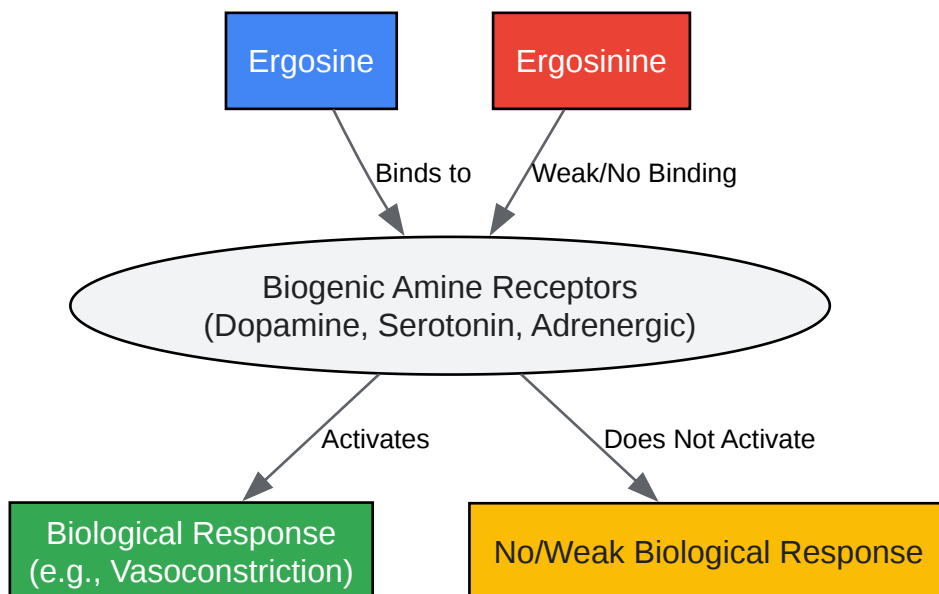 Ergosine
Ergosinine
Binds to
Weak/No Binding
Biogenic Amine Receptors
(Dopamine, Serotonin, Adrenergic)
Activates
Does Not Activate
Biological Response
(e.g., Vasoconstriction)
No/Weak Biological Response